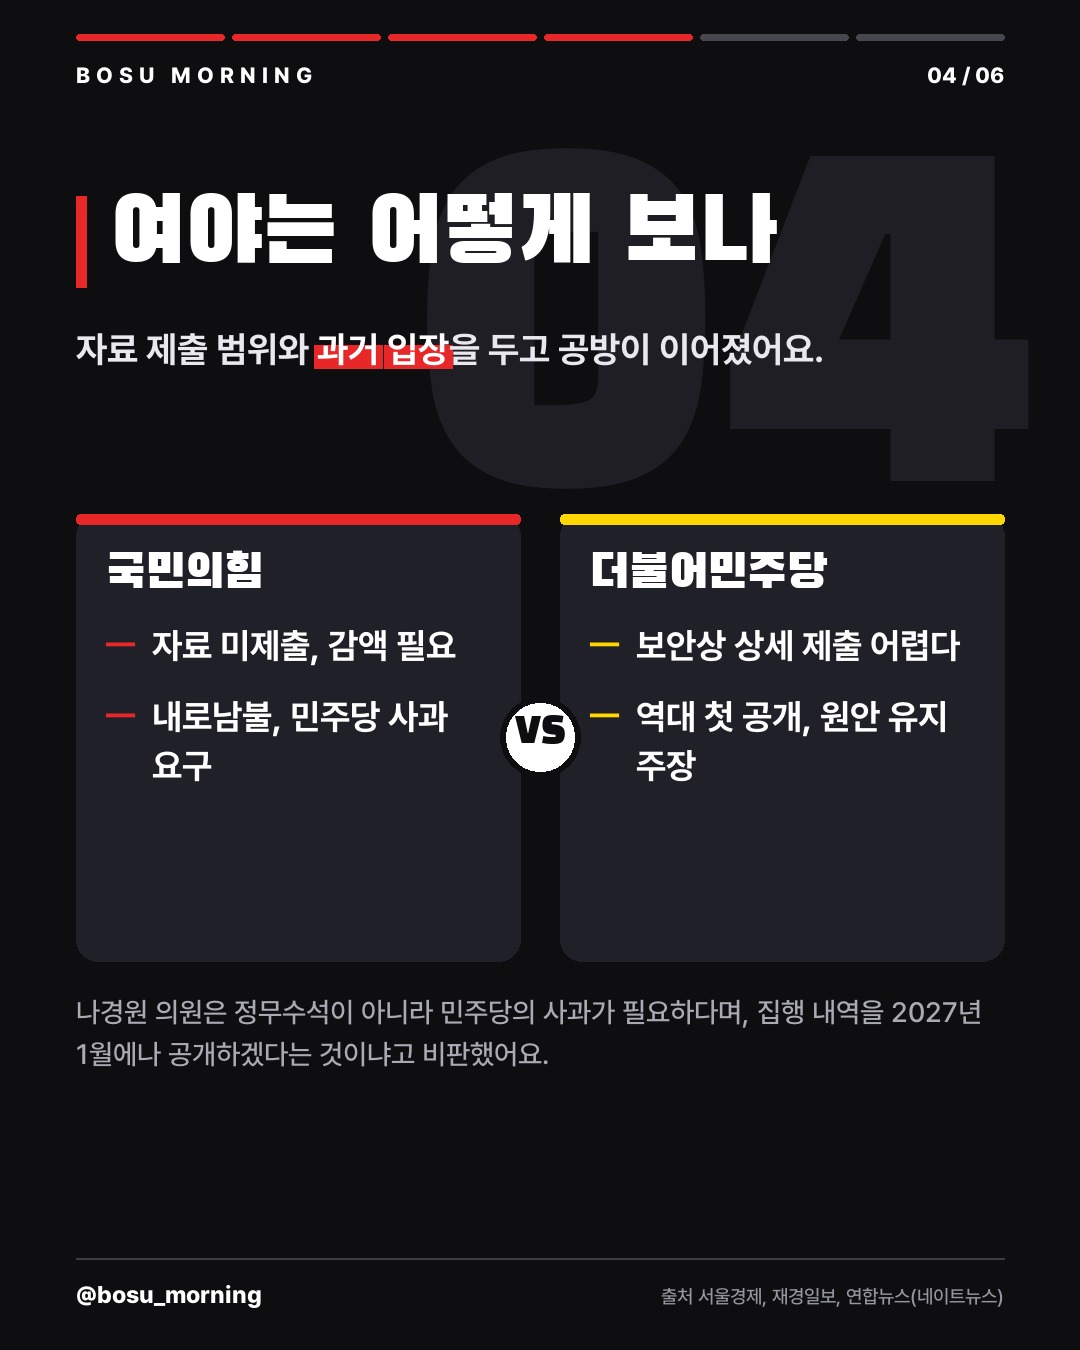 BOSU MORNING
04 / 06
04
여야는 어떻게 보나
자료 제출 범위와 과거 입장을 두고 공방이 이어졌어요.
국민의힘
— 자료 미제출, 감액 필요
— 내로남불, 민주당 사과
요구
VS
더불어민주당
— 보안상 상세 제출 어렵다
— 역대 첫 공개, 원안 유지
주장
나경원 의원은 정무수석이 아니라 민주당의 사과가 필요하다며, 집행 내역을 2027년
1월에나 공개하겠다는 것이냐고 비판했어요.
@bosu_morning
출처 서울경제, 재경일보, 연합뉴스(네이트뉴스)